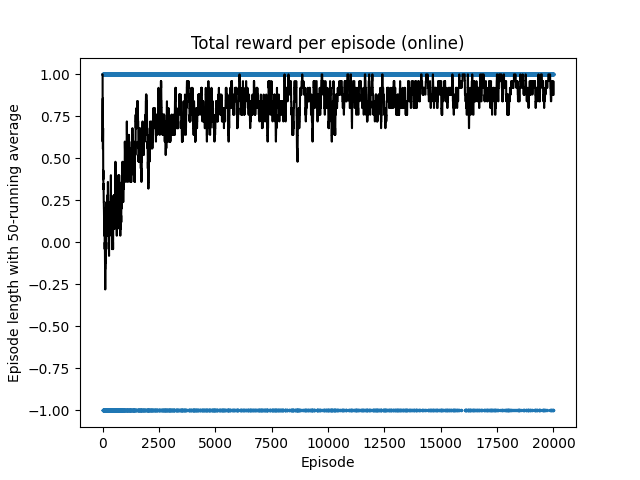 Total reward per episode (online)
Episode length with 50-running average
1.00
0.75
0.50
0.25
0.00
−0.25
−0.50
−0.75
−1.00
0 2500 5000 7500 10000 12500 15000 17500 20000
Episode